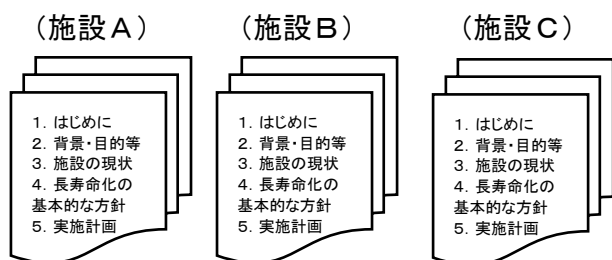 （施設Ａ）
1．はじめに
2．背景・目的等
3．施設の現状
4．長寿命化の
基本的な方針
5．実施計画
（施設Ｂ）
1．はじめに
2．背景・目的等
3．施設の現状
4．長寿命化の
基本的な方針
5．実施計画
（施設Ｃ）
1．はじめに
2．背景・目的等
3．施設の現状
4．長寿命化の
基本的な方針
5．実施計画